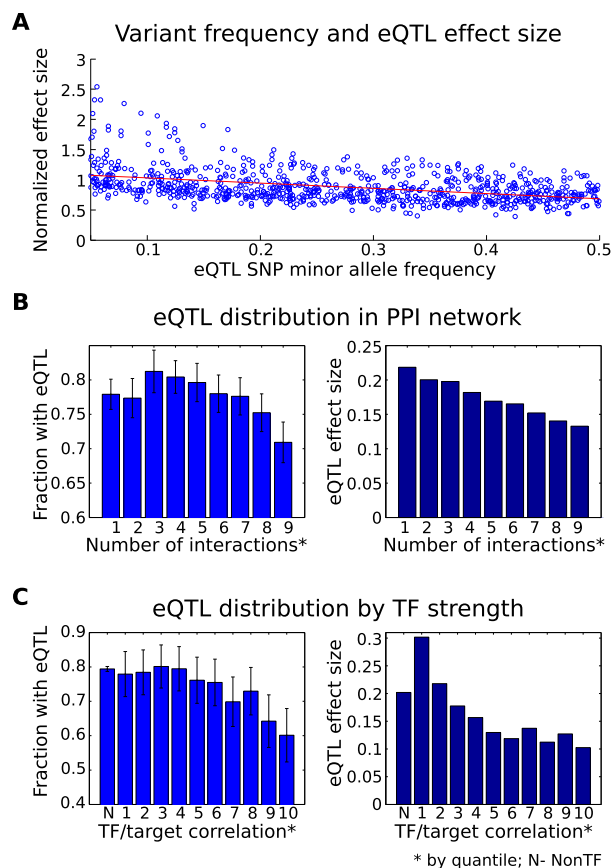 A
Variant frequency and eQTL effect size
Normalized effect size
3
2.5
2
1.5
1
0.5
0
0.1 0.2 0.3 0.4 0.5
eQTL SNP minor allele frequency
B
eQTL distribution in PPI network
Fraction with eQTL
0.8
0.75
0.7
0.65
0.6
1 2 3 4 5 6 7 8 9
Number of interactions*
eQTL effect size
0.25
0.2
0.15
0.1
0.05
0
1 2 3 4 5 6 7 8 9
Number of interactions*
C
eQTL distribution by TF strength
Fraction with eQTL
0.9
0.8
0.7
0.6
0.5
0.4
N 1 2 3 4 5 6 7 8 9 10
TF/target correlation*
eQTL effect size
0.3
0.25
0.2
0.15
0.1
0.05
0
N 1 2 3 4 5 6 7 8 9 10
TF/target correlation*
* by quantile; N- NonTF